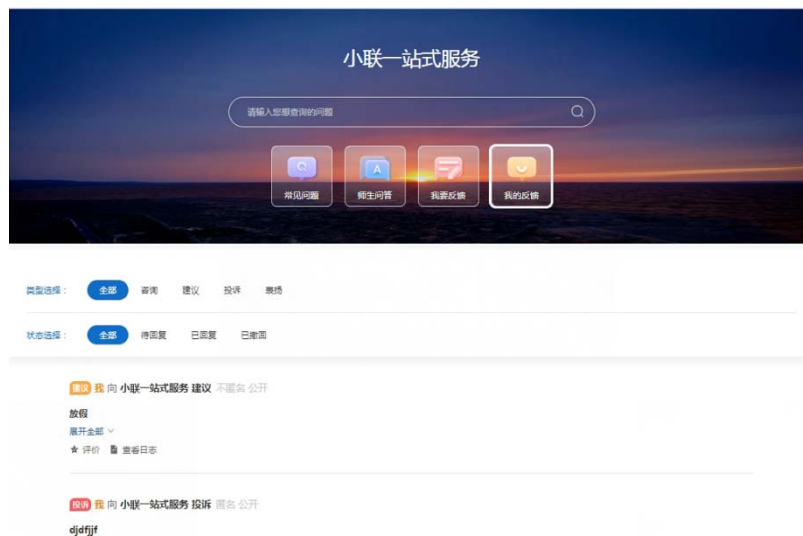 小联一站式服务
请输入您想查询的问题
常见问题 师生问答 我要反馈 我的反馈
类型选择： 全部 咨询 建议 投诉 表扬
状态选择： 全部 待回复 已回复 已撤回
建议 我 向 小联一站式服务 建议 不匿名 公开
放假
展开全部
评价 查看日志
投诉 我 向 小联一站式服务 投诉 匿名 公开
djdfjjf